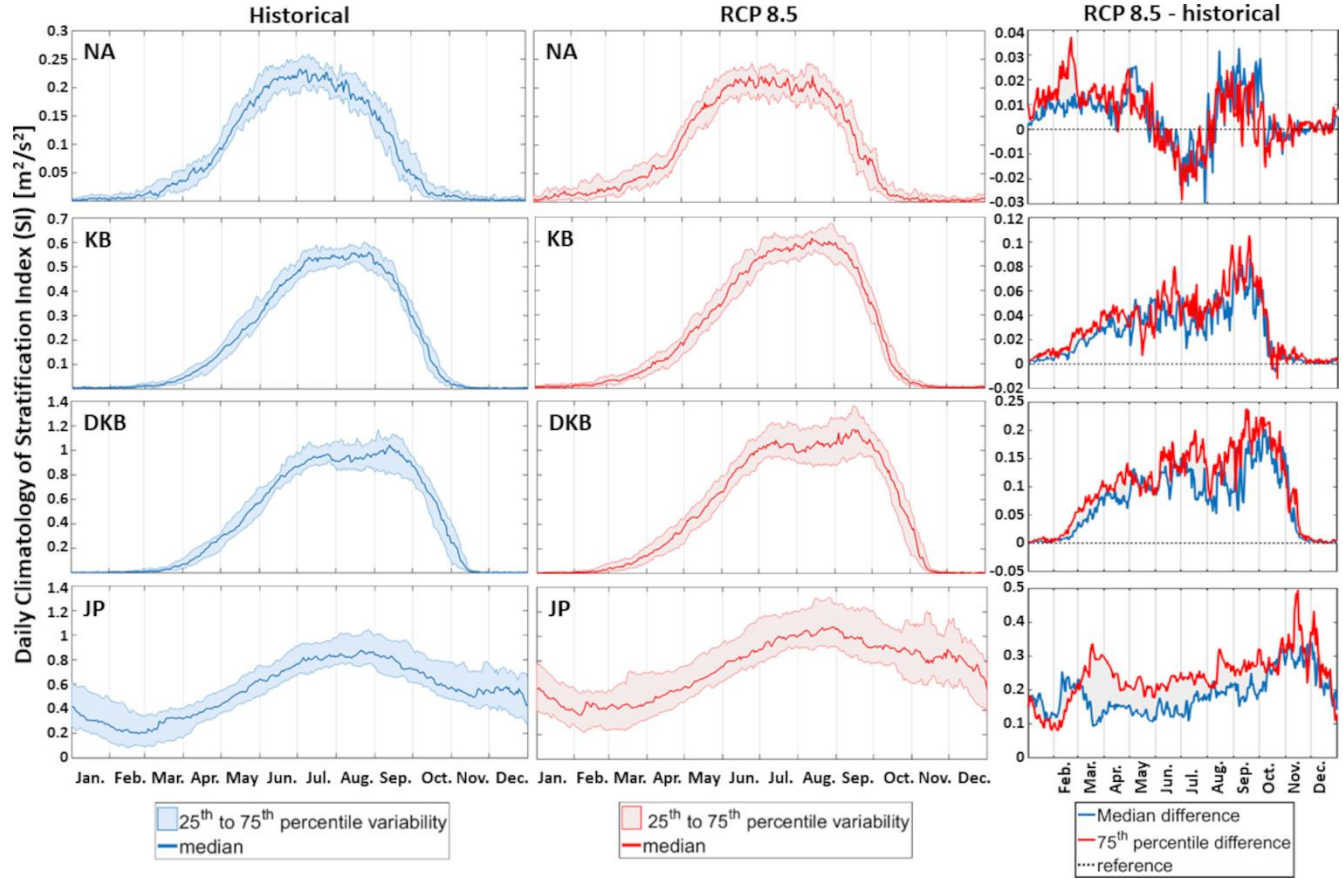 Historical
RCP 8.5
RCP 8.5 - historical
Daily Climatology of Stratification Index (SI) [m²/s²]
NA
0.3
0.25
0.2
0.15
0.1
0.05
NA
0.04
0.03
0.02
0.01
0
-0.01
-0.02
-0.03
KB
0.7
0.6
0.5
0.4
0.3
0.2
0.1
KB
0.12
0.1
0.08
0.06
0.04
0.02
0
-0.02
DKB
1.4
1.2
1
0.8
0.6
0.4
0.2
DKB
0.25
0.2
0.15
0.1
0.05
0
-0.05
JP
1.4
1.2
1
0.8
0.6
0.4
0.2
0
JP
0.5
0.4
0.3
0.2
0.1
0
Jan. Feb. Mar. Apr. May Jun. Jul. Aug. Sep. Oct. Nov. Dec.
Jan. Feb. Mar. Apr. May Jun. Jul. Aug. Sep. Oct. Nov. Dec.
Feb. Mar. Apr. May Jun. Jul. Aug. Sep. Oct. Nov. Dec.
25th to 75th percentile variability
median
25th to 75th percentile variability
median
Median difference
75th percentile difference
reference